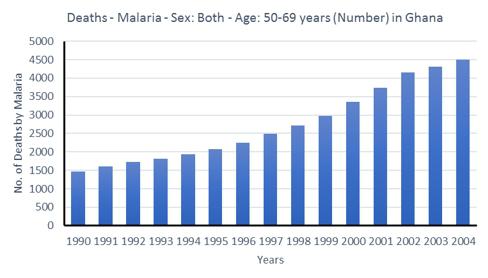 Deaths - Malaria - Sex: Both - Age: 50-69 years (Number) in Ghana
No. of Deaths by Malaria
5000
4500
4000
3500
3000
2500
2000
1500
1000
500
0
1990 1991 1992 1993 1994 1995 1996 1997 1998 1999 2000 2001 2002 2003 2004
Years